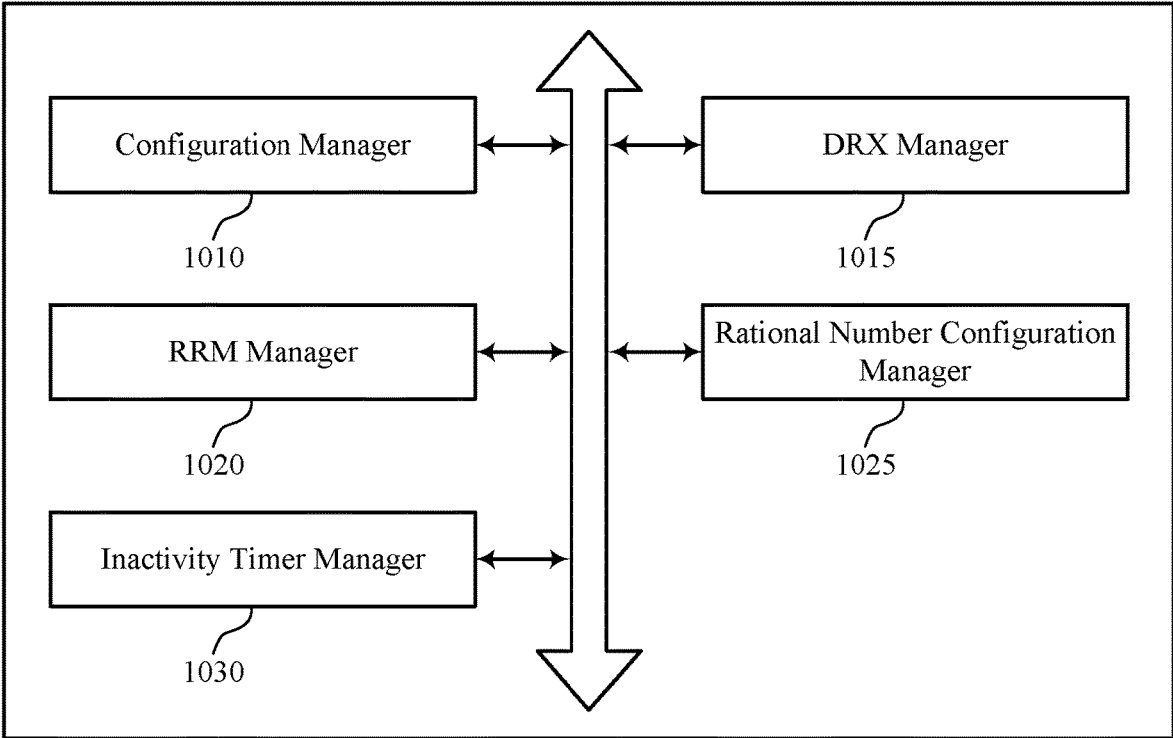 Configuration Manager
1010
DRX Manager
1015
RRM Manager
1020
Rational Number Configuration
Manager
1025
Inactivity Timer Manager
1030